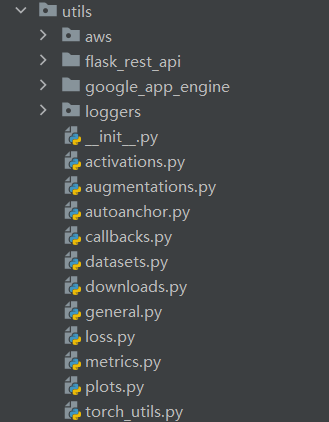 utils
aws
flask_rest_api
google_app_engine
loggers
__init__.py
activations.py
augmentations.py
autoanchor.py
callbacks.py
datasets.py
downloads.py
general.py
loss.py
metrics.py
plots.py
torch_utils.py